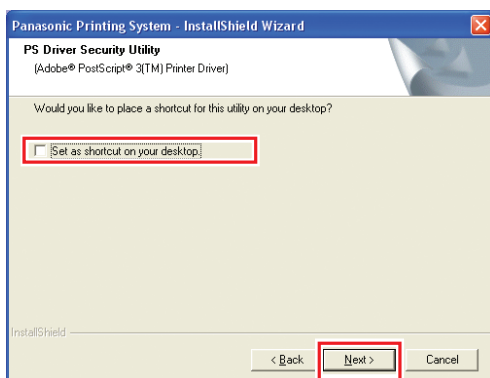 Panasonic Printing System - InstallShield Wizard
PS Driver Security Utility
(Adobe® PostScript® 3(TM) Printer Driver)
Would you like to place a shortcut for this utility on your desktop?
Set as shortcut on your desktop.
InstallShield
< Back Next > Cancel